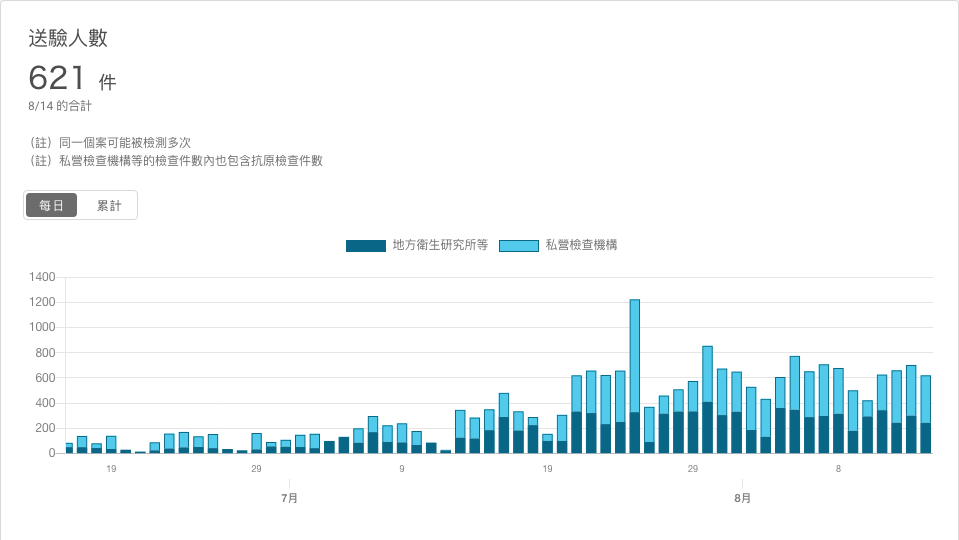 送驗人數
621 件
8/14 的合計
（註）同一個案可能被檢測多次
（註）私營檢查機構等的檢查件數內也包含抗原檢查件數
每日 累計
地方衛生研究所等 私營檢查機構
1400
1200
1000
800
600
400
200
0
19 29 9 19 29 8
7月 8月